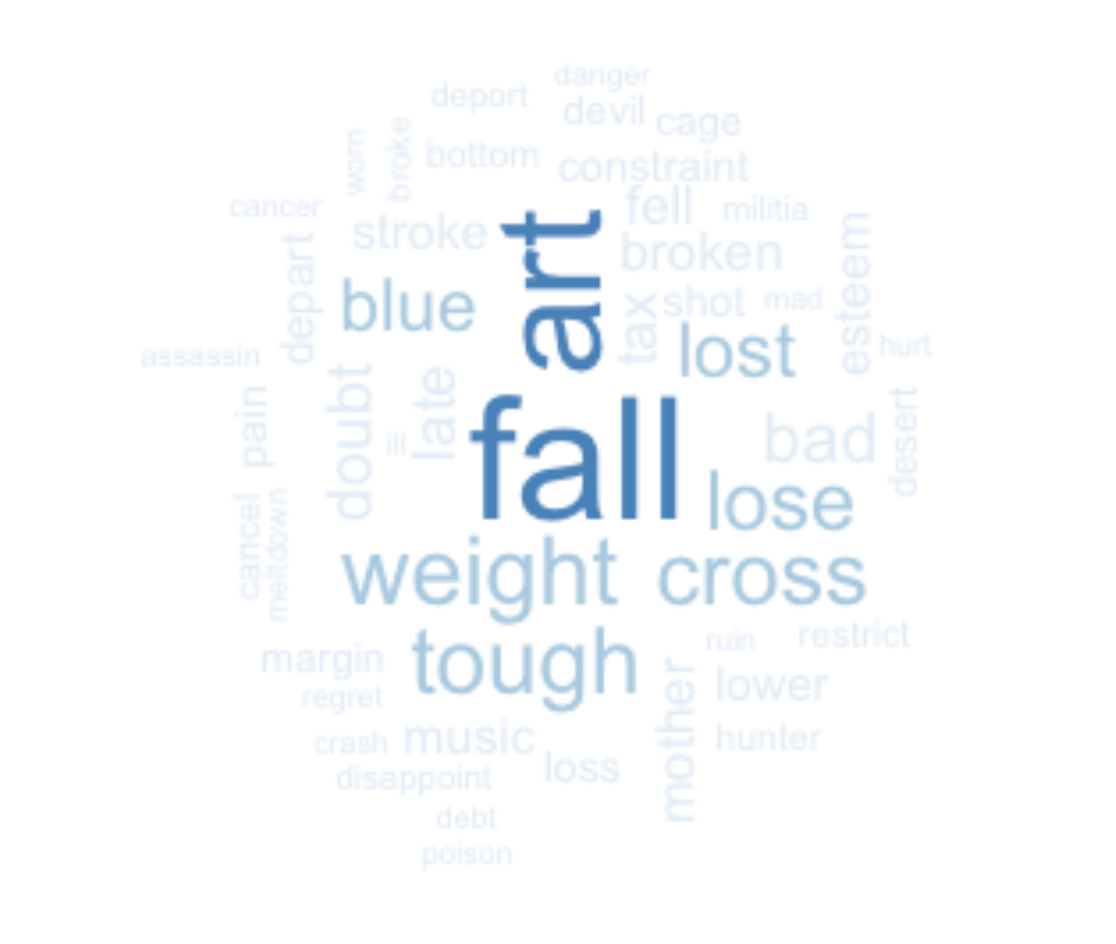 danger
deport
devil
cage
worn
broke
bottom
constraint
cancer
stroke
art
fell
militia
depart
blue
broken
esteem
tax
shot
mad
lost
assassin
hurt
pain
doubt
ill
late
fall
bad
desert
cancel
meltdown
lose
weight
cross
tough
ruin
restrict
margin
regret
mother
lower
crash
music
hunter
disappoint
loss
debt
poison